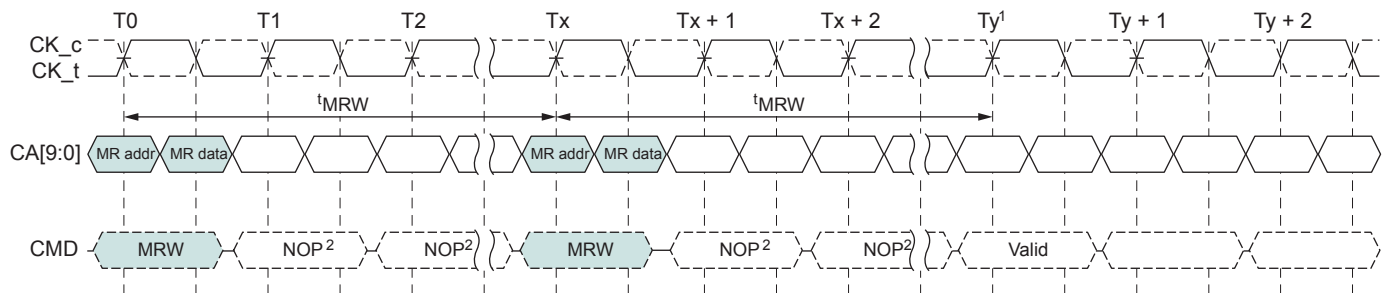 T0 T1 T2 Tx Tx + 1 Tx + 2 Ty¹ Ty + 1 Ty + 2
CK_c
CK_t
tMRW tMRW
CA[9:0] MR addr MR data MR addr MR data
CMD MRW NOP² NOP² MRW NOP² NOP² Valid